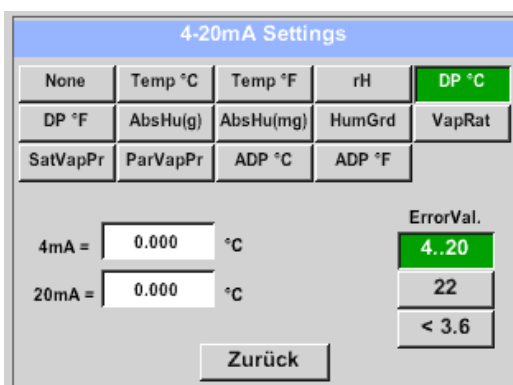 4-20mA Settings
None Temp °C Temp °F rH DP °C
DP °F AbsHu(g) AbsHu(mg) HumGrd VapRat
SatVapPr ParVapPr ADP °C ADP °F
ErrorVal.
4mA = 0.000 °C 4..20
20mA = 0.000 °C 22
< 3.6
Zurück